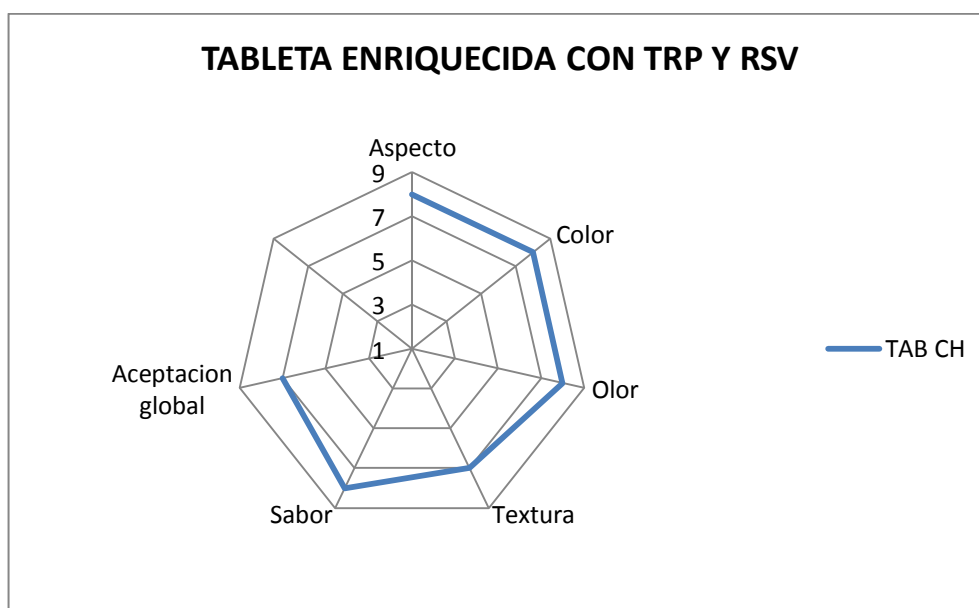 TABLETA ENRIQUECIDA CON TRP Y RSV
Aspecto
9
7
5
3
1
Color
Olor
Textura
Sabor
Aceptacion
global
TAB CH